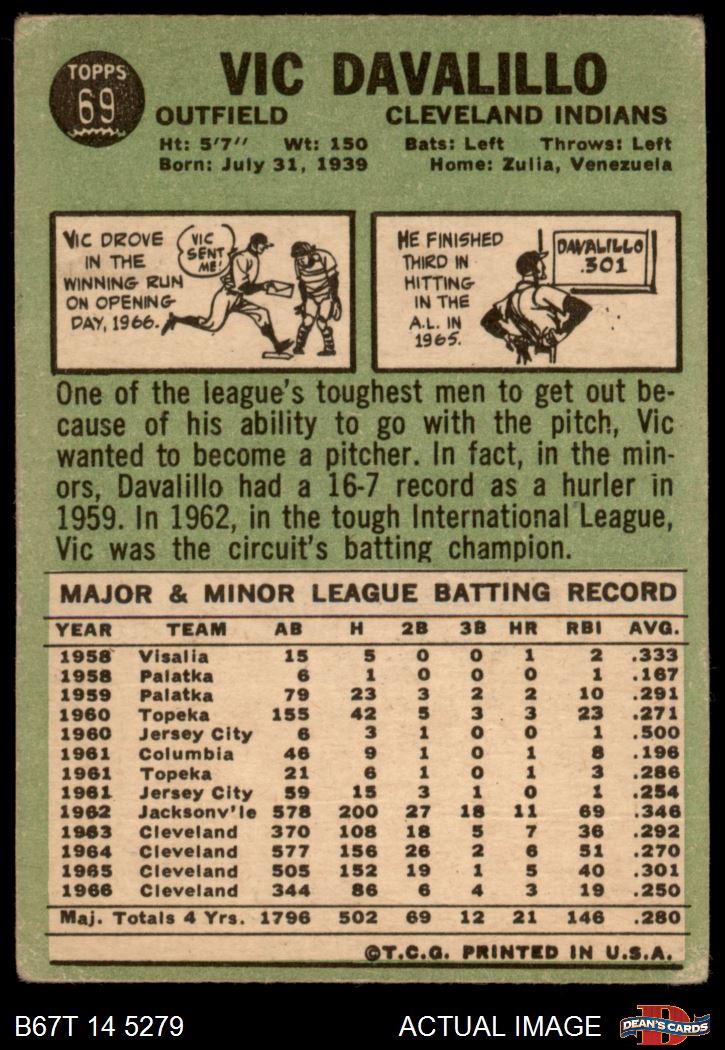 TOPPS
69
VIC DAVALILLO
OUTFIELD CLEVELAND INDIANS
Ht: 5'7" Wt: 150 Bats: Left Throws: Left
Born: July 31, 1939 Home: Zulia, Venezuela
VIC DROVE
IN THE
WINNING RUN
ON OPENING
DAY, 1966.
VIC
SENT
ME!
HE FINISHED
THIRD IN
HITTING
IN THE
A.L. IN
1965.
DAVALILLO
.301
One of the league's toughest men to get out be-
cause of his ability to go with the pitch, Vic
wanted to become a pitcher. In fact, in the min-
ors, Davalillo had a 16-7 record as a hurler in
1959. In 1962, in the tough International League,
Vic was the circuit's batting champion.
MAJOR & MINOR LEAGUE BATTING RECORD
YEAR TEAM AB H 2B 3B HR RBI AVG.
1958 Visalia 15 5 0 0 1 2 .333
1958 Palatka 6 1 0 0 0 1 .167
1959 Palatka 79 23 3 2 2 10 .291
1960 Topeka 155 42 5 3 3 23 .271
1960 Jersey City 6 3 1 0 0 1 .500
1961 Columbia 46 9 1 0 1 8 .196
1961 Topeka 21 6 1 0 1 3 .286
1961 Jersey City 59 15 3 1 0 1 .254
1962 Jacksonv'le 578 200 27 18 11 69 .346
1963 Cleveland 370 108 18 5 7 36 .292
1964 Cleveland 577 156 26 2 6 51 .270
1965 Cleveland 505 152 19 1 5 40 .301
1966 Cleveland 344 86 6 4 3 19 .250
Maj. Totals 4 Yrs. 1796 502 69 12 21 146 .280
©T.C.G. PRINTED IN U.S.A.
B67T 14 5279 ACTUAL IMAGE
D
DEAN'S CARDS